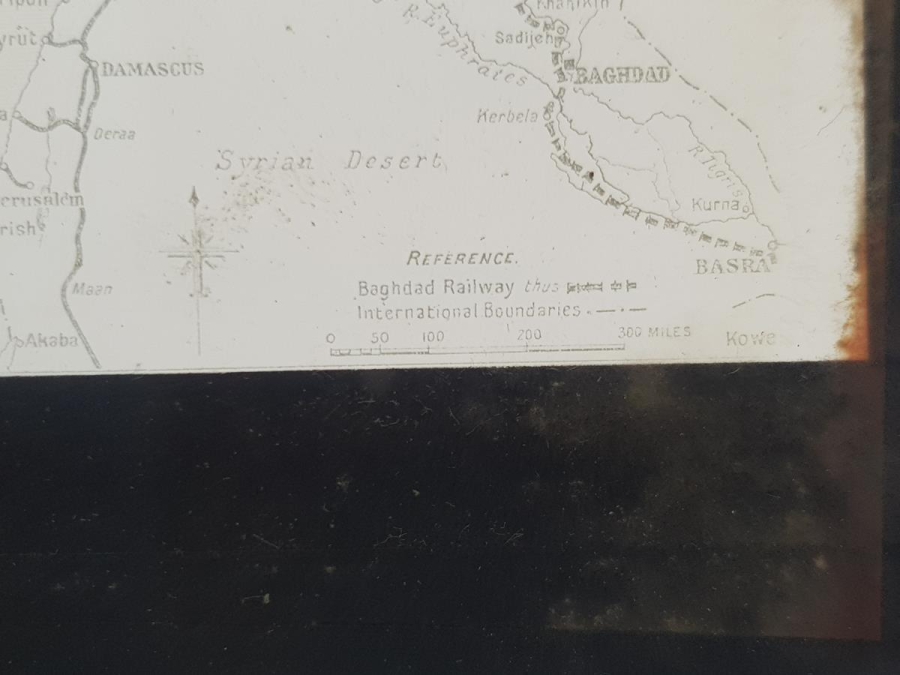 Khanikin
yrût
Sadijeh
R. Euphrates
DAMASCUS
BAGHDAD
Kerbela
Deraa
Syrian Desert
R. Tigris
erusalem
Kurna
rish
REFERENCE.
BASRA
Baghdad Railway thus
Maan
International Boundaries
0 50 100 200 300 MILES
Akaba
Kowe